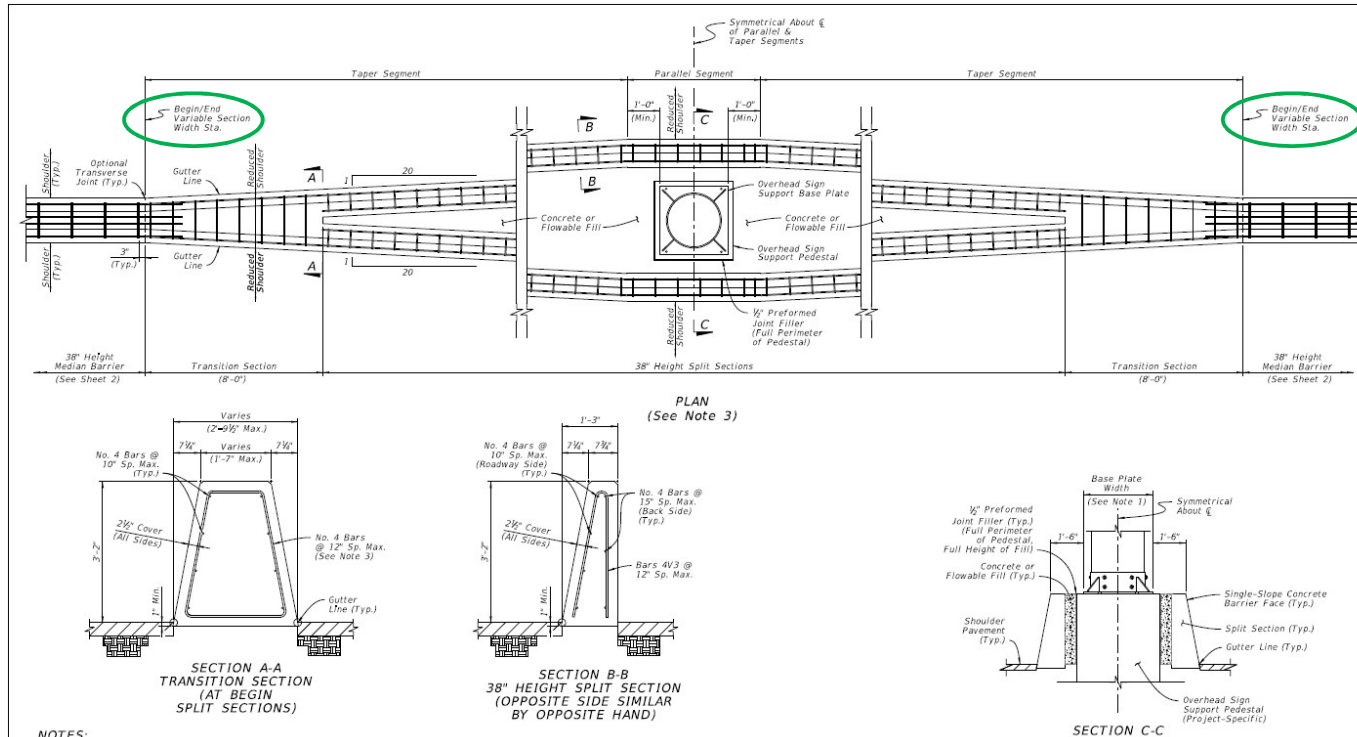 Symmetrical About ℄
of Parallel &
Taper Segments
Taper Segment
Parallel Segment
Taper Segment
Begin/End
Variable Section
Width Sta.
1'-0"
(Min.)
Reduced
Shoulder
C
1'-0"
(Min.)
Begin/End
Variable Section
Width Sta.
B
B
Shoulder
(Typ.)
Optional
Transverse
Joint (Typ.)
Gutter
Line
Reduced
Shoulder
A
1
20
Concrete or
Flowable Fill
Overhead Sign
Support Base Plate
Concrete or
Flowable Fill
Overhead Sign
Support Pedestal
3"
(Typ.)
Shoulder
(Typ.)
Gutter
Line
Reduced
Shoulder
A
1
20
Reduced
Shoulder
C
½" Preformed
Joint Filler
(Full Perimeter
of Pedestal)
38" Height
Median Barrier
(See Sheet 2)
Transition Section
(8'-0")
38" Height Split Sections
Transition Section
(8'-0")
38" Height
Median Barrier
(See Sheet 2)
PLAN
(See Note 3)
Varies
(2'-9½" Max.)
7¼"
Varies
(1'-7" Max.)
7¼"
No. 4 Bars @
10" Sp. Max.
(Typ.)
2½" Cover
(All Sides)
3'-2"
1" Min.
No. 4 Bars
@ 12" Sp. Max.
(See Note 3)
Gutter
Line (Typ.)
SECTION A-A
TRANSITION SECTION
(AT BEGIN
SPLIT SECTIONS)
1'-3"
7¼"
7¾"
No. 4 Bars @
10" Sp. Max.
(Roadway Side)
(Typ.)
2½" Cover
(All Sides)
3'-2"
1" Min.
No. 4 Bars @
15" Sp. Max.
(Back Side)
(Typ.)
Bars 4V3 @
12" Sp. Max.
SECTION B-B
38" HEIGHT SPLIT SECTION
(OPPOSITE SIDE SIMILAR
BY OPPOSITE HAND)
Base Plate
Width
(See Note 1)
Symmetrical
About ℄
½" Preformed
Joint Filler (Typ.)
(Full Perimeter
of Pedestal,
Full Height of Fill)
1'-6"
1'-6"
Concrete or
Flowable Fill (Typ.)
Shoulder
Pavement
(Typ.)
Single-Slope Concrete
Barrier Face (Typ.)
Split Section (Typ.)
Gutter Line (Typ.)
Overhead Sign
Support Pedestal
(Project-Specific)
SECTION C-C
NOTES: